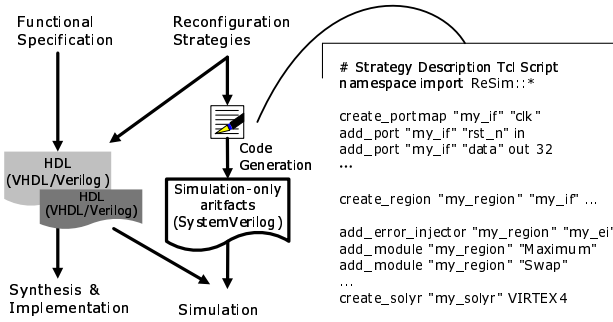 Functional
Specification
Reconfiguration
Strategies
Code
Generation
HDL
(VHDL/Verilog )
HDL
(VHDL/Verilog )
Simulation-only
aritfacts
(SystemVerilog)
Synthesis &
Implementation
Simulation
# Strategy Description Tcl Script
namespace import ReSim::*
create_portmap "my_if" "clk"
add_port "my_if" "rst_n" in
add_port "my_if" "data" out 32
...
create_region "my_region" "my_if" ...
add_error_injector "my_region" "my_ei"
add_module "my_region" "Maximum"
add_module "my_region" "Swap"
...
create_solyr "my_solyr" VIRTEX4